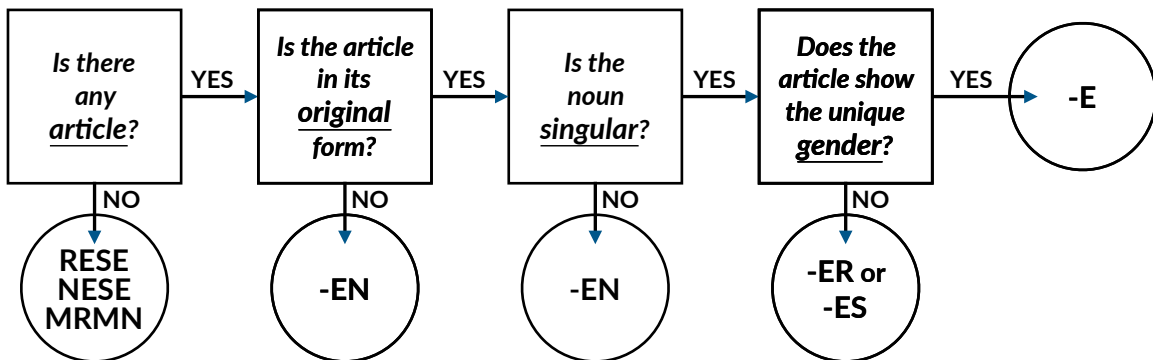 Is there
any
article?
YES
NO
RESE
NESE
MRMN
Is the article
in its
original
form?
YES
NO
-EN
Is the
noun
singular?
YES
NO
-EN
Does the
article show
the unique
gender?
YES
NO
-ER or
-ES
-E